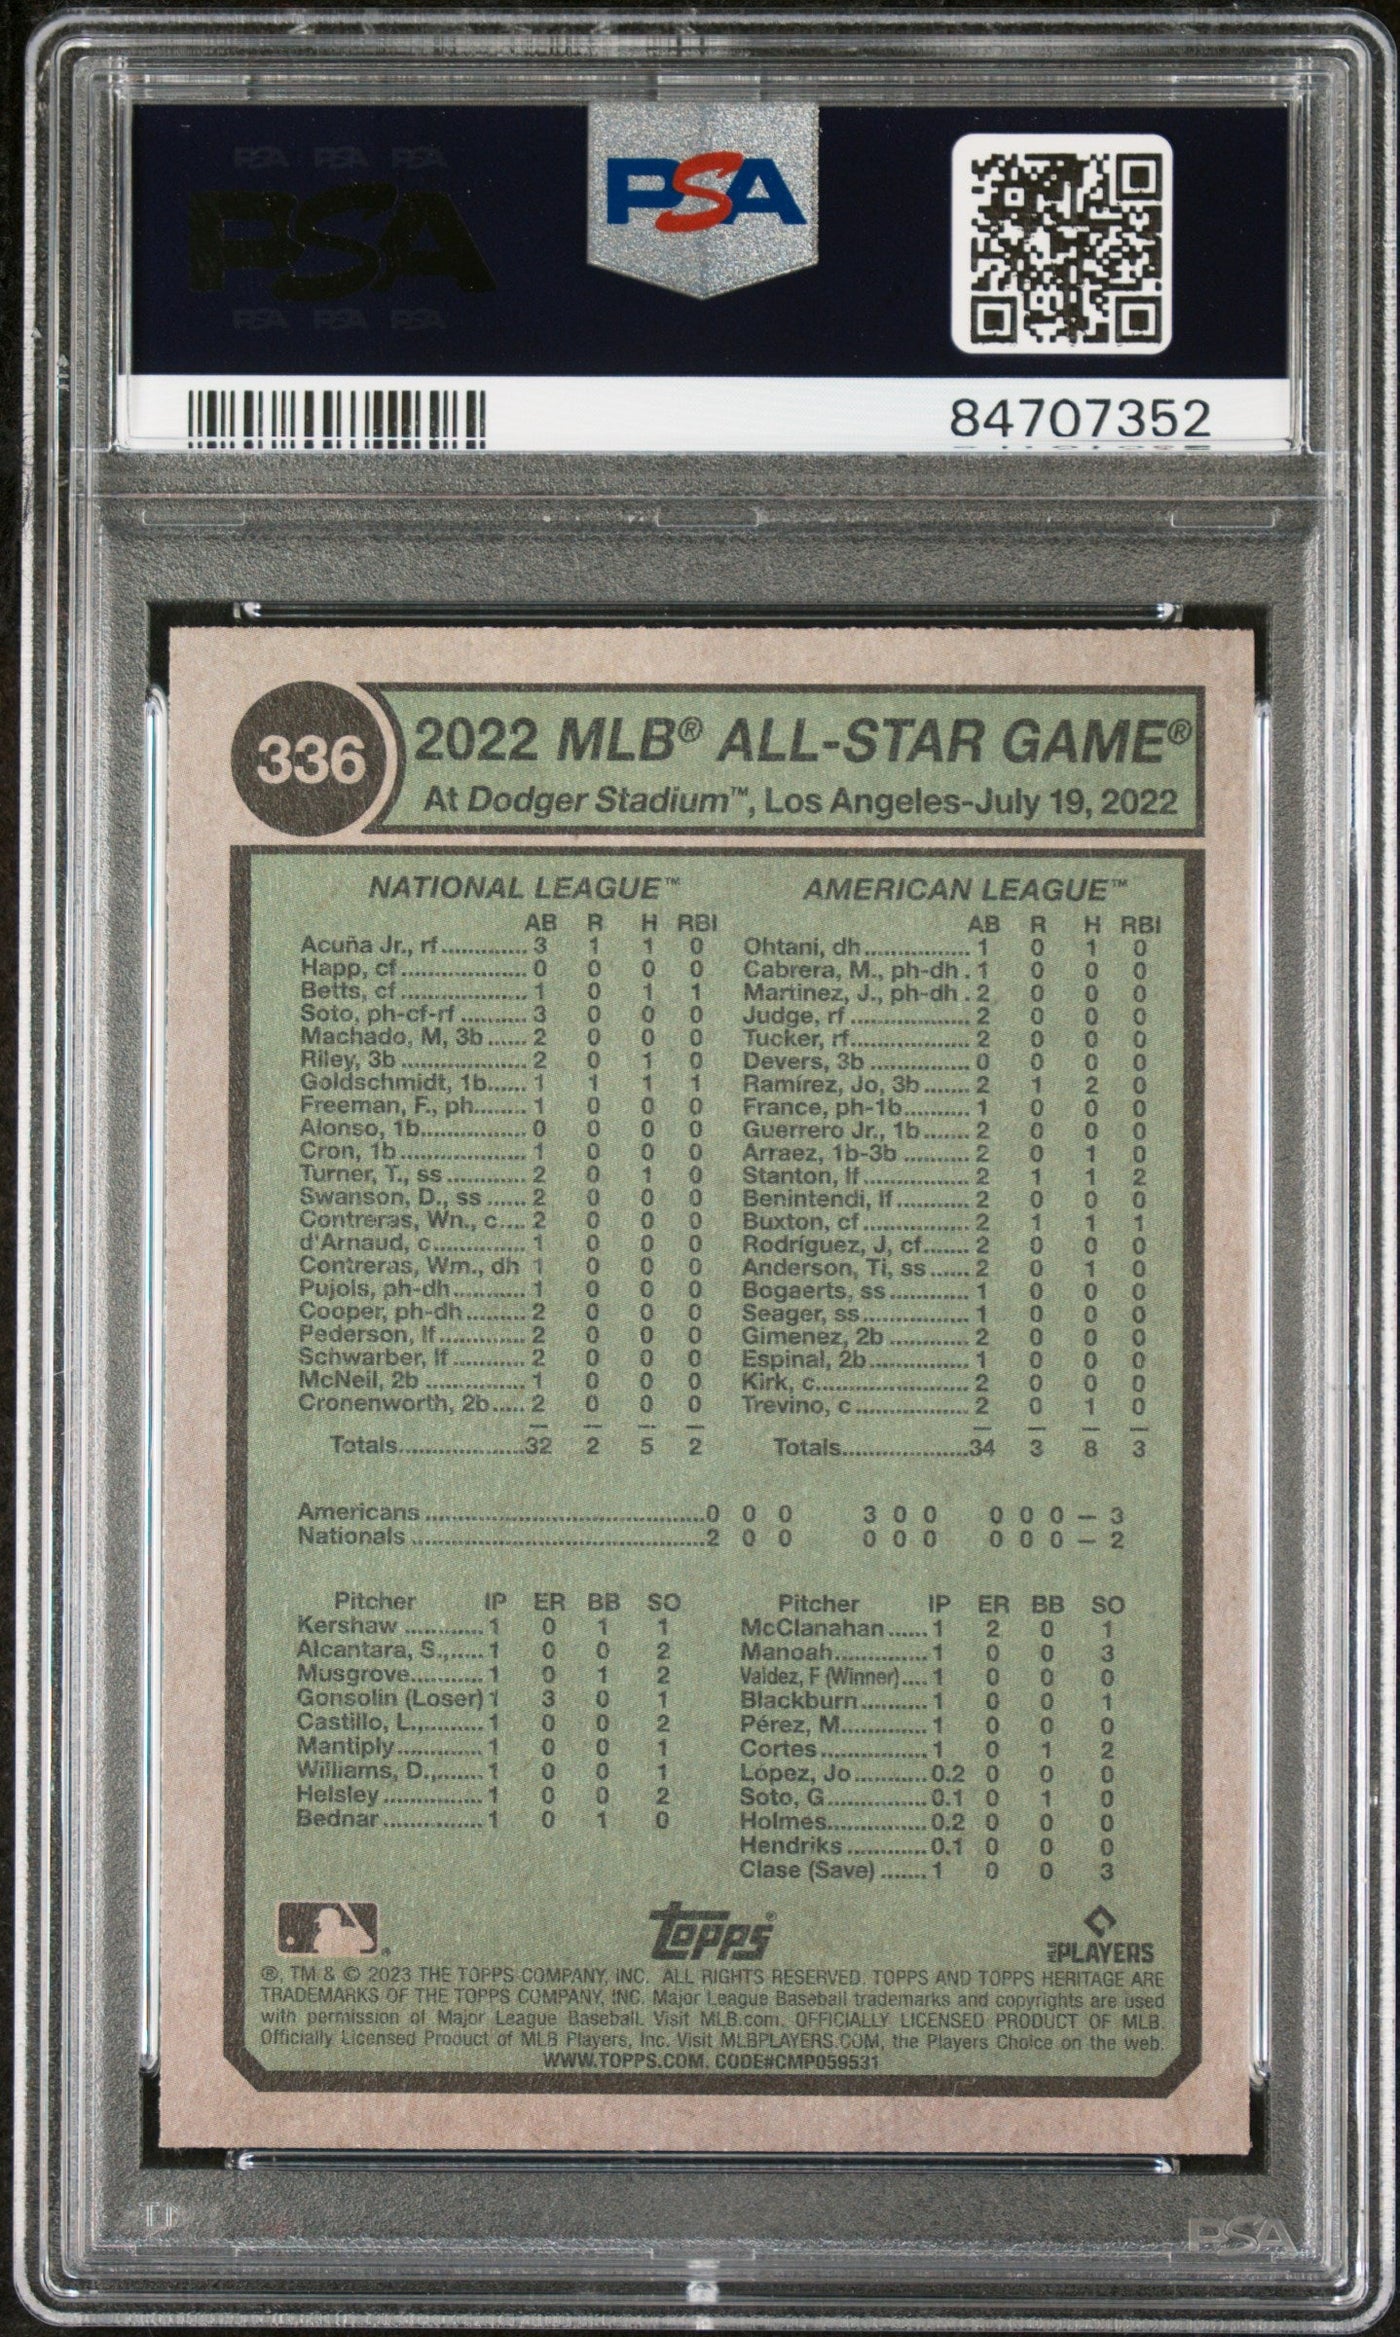 PSA PSA PSA
PSA
PSA PSA PSA
PSA
84707352
336
2022 MLB® ALL-STAR GAME®
At Dodger Stadium™, Los Angeles-July 19, 2022
NATIONAL LEAGUE™
AB R H RBI
Acuña Jr., rf.............3 1 1 0
Happ, cf...................0 0 0 0
Betts, cf...................1 0 1 1
Soto, ph-cf-rf..........3 0 0 0
Machado, M, 3b......2 0 0 0
Riley, 3b...................2 0 1 0
Goldschmidt, 1b......1 1 1 1
Freeman, F., ph........1 0 0 0
Alonso, 1b................0 0 0 0
Cron, 1b....................1 0 0 0
Turner, T., ss............2 0 1 0
Swanson, D., ss......2 0 0 0
Contreras, Wn., c....2 0 0 0
d'Arnaud, c..............1 0 0 0
Contreras, Wm., dh 1 0 0 0
Pujols, ph-dh...........1 0 0 0
Cooper, ph-dh.........2 0 0 0
Pederson, lf.............2 0 0 0
Schwarber, lf...........2 0 0 0
McNeil, 2b...............1 0 0 0
Cronenworth, 2b.....2 0 0 0
Totals...................32 2 5 2
AMERICAN LEAGUE™
AB R H RBI
Ohtani, dh................1 0 1 0
Cabrera, M., ph-dh.1 0 0 0
Martinez, J., ph-dh.2 0 0 0
Judge, rf..................2 0 0 0
Tucker, rf..................2 0 0 0
Devers, 3b...............0 0 0 0
Ramírez, Jo, 3b.......2 1 2 0
France, ph-1b..........1 0 0 0
Guerrero Jr., 1b.......2 0 0 0
Arraez, 1b-3b..........2 0 1 0
Stanton, lf................2 1 1 2
Benintendi, lf...........2 0 0 0
Buxton, cf................2 1 1 1
Rodríguez, J, cf.......2 0 0 0
Anderson, Ti, ss......2 0 1 0
Bogaerts, ss............1 0 0 0
Seager, ss................1 0 0 0
Gimenez, 2b............2 0 0 0
Espinal, 2b...............1 0 0 0
Kirk, c.......................2 0 0 0
Trevino, c.................2 0 1 0
Totals...................34 3 8 3
Americans...........................................0 0 0 3 0 0 0 0 0 – 3
Nationals.............................................2 0 0 0 0 0 0 0 0 – 2
Pitcher IP ER BB SO
Kershaw............1 0 1 1
Alcantara, S.,.....1 0 0 2
Musgrove...........1 0 1 2
Gonsolin (Loser) 1 3 0 1
Castillo, L.,.........1 0 0 2
Mantiply.............1 0 0 1
Williams, D.,.......1 0 0 1
Helsley...............1 0 0 2
Bednar...............1 0 1 0
Pitcher IP ER BB SO
McClanahan......1 2 0 1
Manoah..............1 0 0 3
Valdez, F (Winner)....1 0 0 0
Blackburn..........1 0 0 1
Pérez, M.............1 0 0 0
Cortes................1 0 1 2
López, Jo...........0.2 0 0 0
Soto, G...............0.1 0 1 0
Holmes...............0.2 0 0 0
Hendriks............0.1 0 0 0
Clase (Save).......1 0 0 3
topps®
MLB PLAYERS
®, TM & © 2023 THE TOPPS COMPANY, INC. ALL RIGHTS RESERVED. TOPPS AND TOPPS HERITAGE ARE
TRADEMARKS OF THE TOPPS COMPANY, INC. Major League Baseball trademarks and copyrights are used
with permission of Major League Baseball. Visit MLB.com. OFFICIALLY LICENSED PRODUCT OF MLB
Officially Licensed Product of MLB Players, Inc. Visit MLBPLAYERS.COM, the Players Choice on the web.
WWW.TOPPS.COM. CODE#CMP059531
PSA